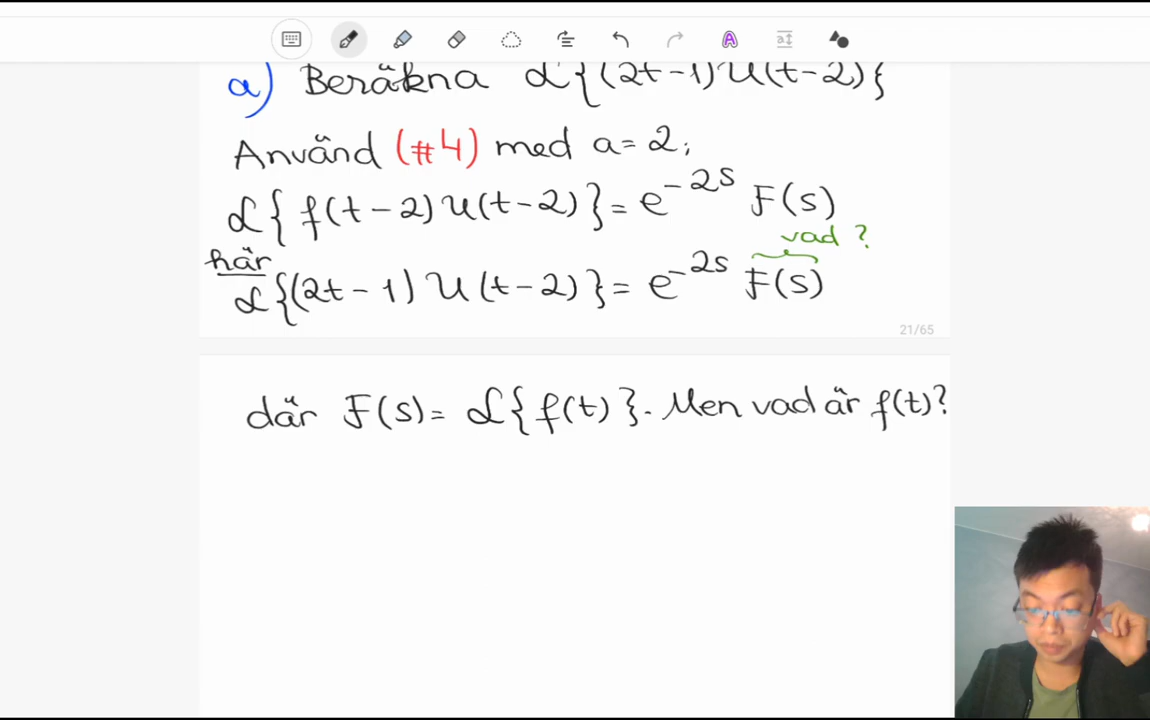 a) Beräkna ℒ{(2t-1)U(t-2)}
Använd (#4) med a=2;
ℒ{f(t-2)U(t-2)}=e^-2s F(s)
vad ?
här
ℒ{(2t-1)U(t-2)}=e^-2s F(s)
21/65
där F(s)=ℒ{f(t)}. Men vad är f(t)?